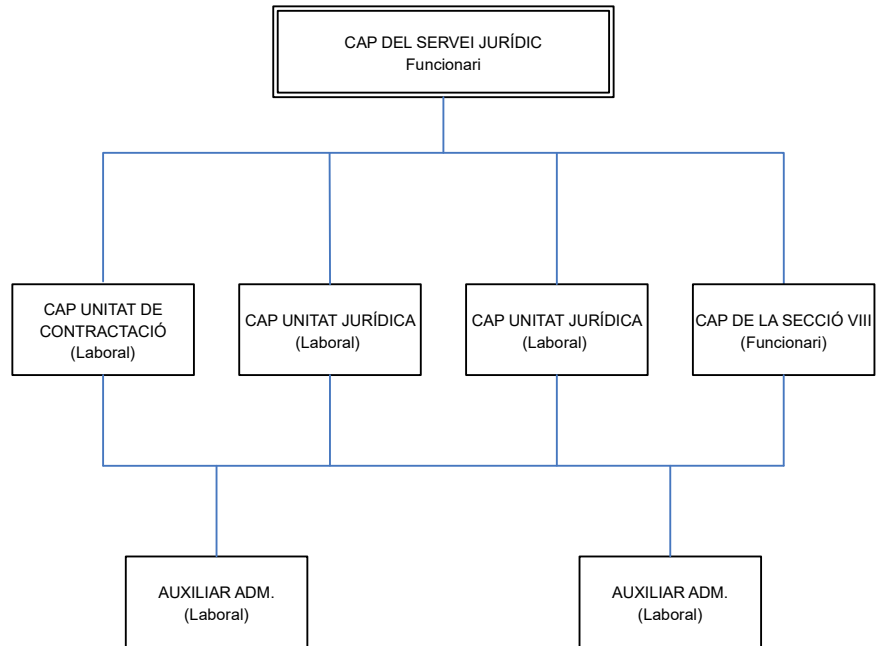 CAP DEL SERVEI JURÍDIC
Funcionari
CAP UNITAT DE
CONTRACTACIÓ
(Laboral)
CAP UNITAT JURÍDICA
(Laboral)
CAP UNITAT JURÍDICA
(Laboral)
CAP DE LA SECCIÓ VIII
(Funcionari)
AUXILIAR ADM.
(Laboral)
AUXILIAR ADM.
(Laboral)